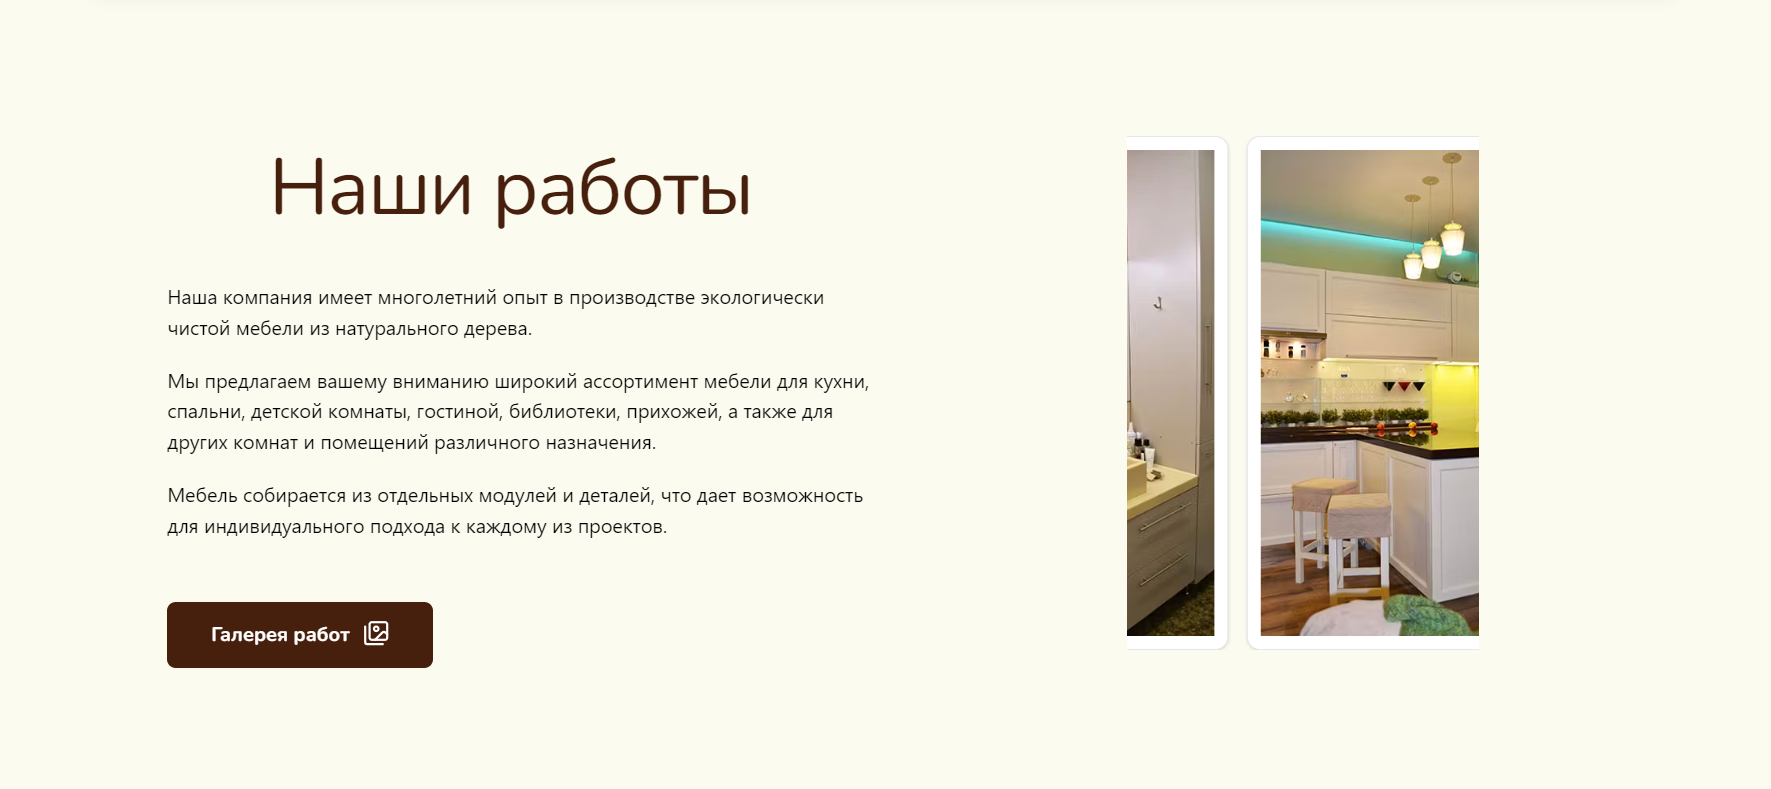 Наши работы
Наша компания имеет многолетний опыт в производстве экологически
чистой мебели из натурального дерева.
Мы предлагаем вашему вниманию широкий ассортимент мебели для кухни,
спальни, детской комнаты, гостиной, библиотеки, прихожей, а также для
других комнат и помещений различного назначения.
Мебель собирается из отдельных модулей и деталей, что дает возможность
для индивидуального подхода к каждому из проектов.
Галерея работ